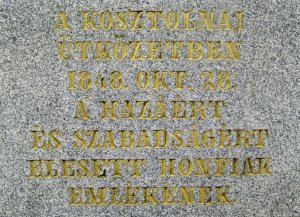 A KOSZTOLNAI
ÜTKÖZETBEN
1848. OKT. 28.
A HAZÁÉRT
ÉS SZABADSÁGÉRT
ELESETT HONFIAK
EMLÉKÉNEK